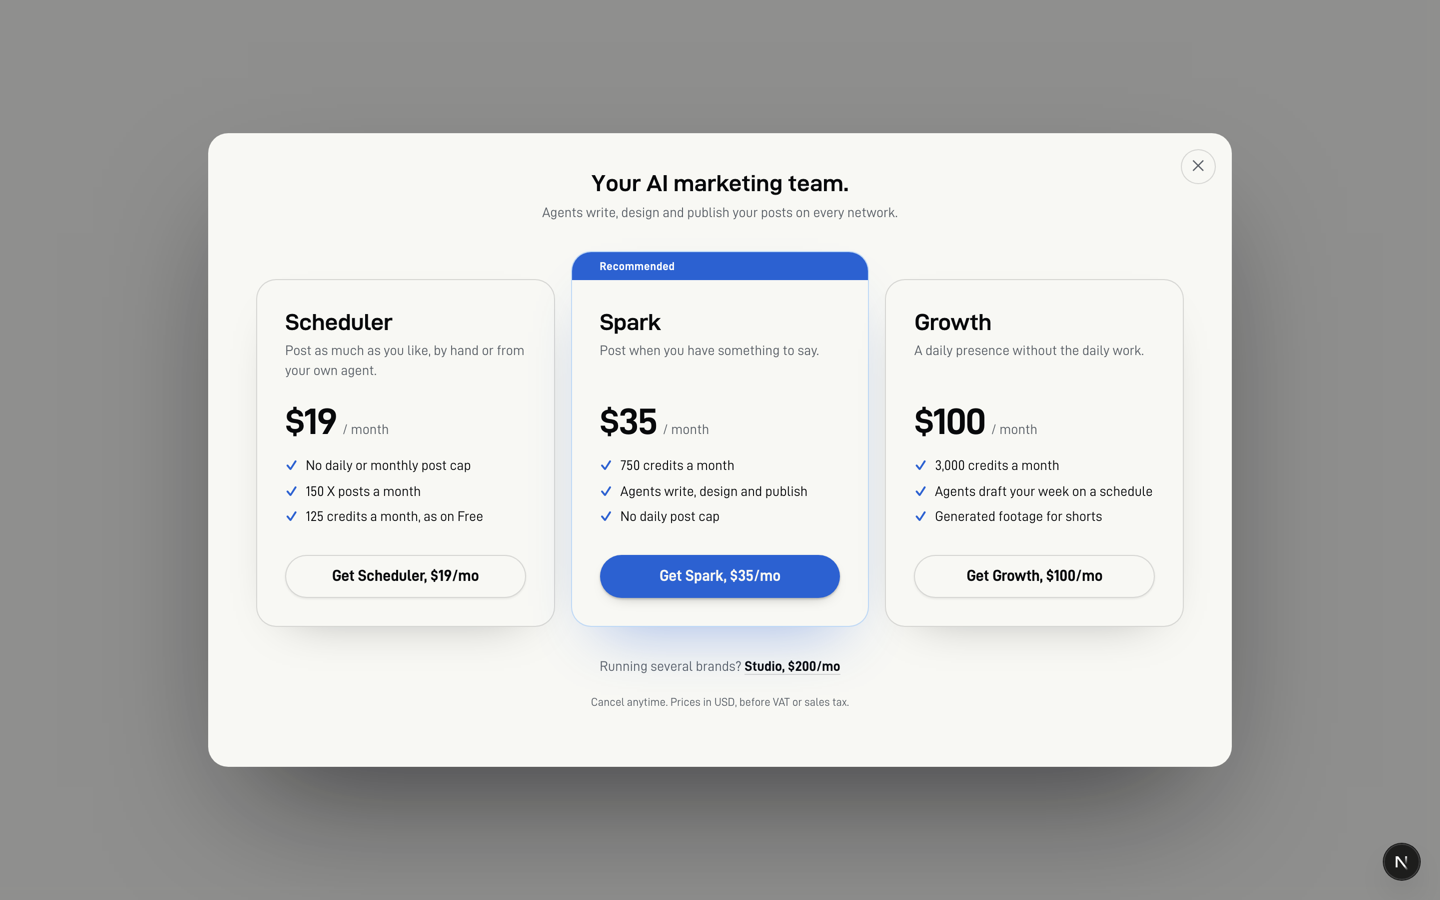 Your AI marketing team.
Agents write, design and publish your posts on every network.
Scheduler
Post as much as you like, by hand or from
your own agent.
$19 / month
No daily or monthly post cap
150 X posts a month
125 credits a month, as on Free
Get Scheduler, $19/mo
Recommended
Spark
Post when you have something to say.
$35 / month
750 credits a month
Agents write, design and publish
No daily post cap
Get Spark, $35/mo
Growth
A daily presence without the daily work.
$100 / month
3,000 credits a month
Agents draft your week on a schedule
Generated footage for shorts
Get Growth, $100/mo
Running several brands? Studio, $200/mo
Cancel anytime. Prices in USD, before VAT or sales tax.
N